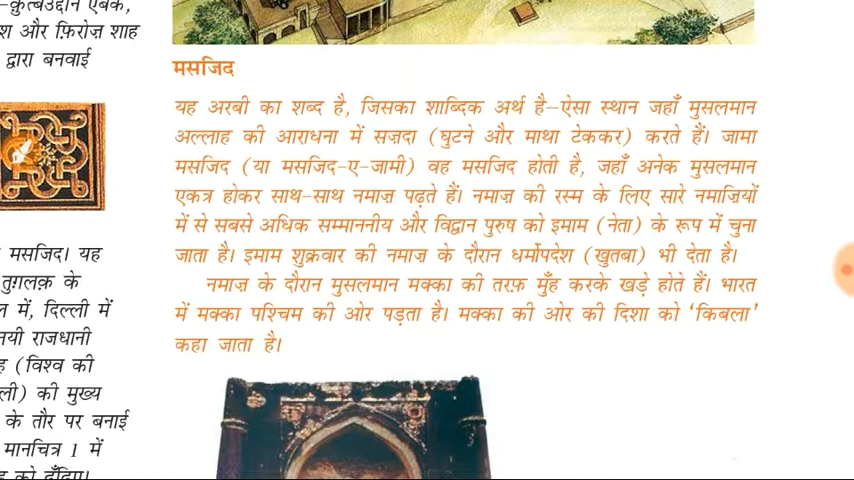 -क़ुत्बउद्दीन ऐबक,
और फ़िरोज़ शाह
द्वारा बनवाई
मसजिद। यह
तुग़लक़ के
में, दिल्ली में
नयी राजधानी
(विश्व की
की मुख्य
के तौर पर बनाई
मानचित्र 1 में
को ढूँढ़िए।
मसजिद
यह अरबी का शब्द है, जिसका शाब्दिक अर्थ है–ऐसा स्थान जहाँ मुसलमान
अल्लाह की आराधना में सज़दा (घुटने और माथा टेककर) करते हैं। जामा
मसजिद (या मसजिद-ए-जामी) वह मसजिद होती है, जहाँ अनेक मुसलमान
एकत्र होकर साथ-साथ नमाज़ पढ़ते हैं। नमाज़ की रस्म के लिए सारे नमाज़ियों
में से सबसे अधिक सम्माननीय और विद्वान पुरुष को इमाम (नेता) के रूप में चुना
जाता है। इमाम शुक्रवार की नमाज़ के दौरान धर्मोपदेश (खुतबा) भी देता है।
नमाज़ के दौरान मुसलमान मक्का की तरफ़ मुँह करके खड़े होते हैं। भारत
में मक्का पश्चिम की ओर पड़ता है। मक्का की ओर की दिशा को ‘किबला’
कहा जाता है।